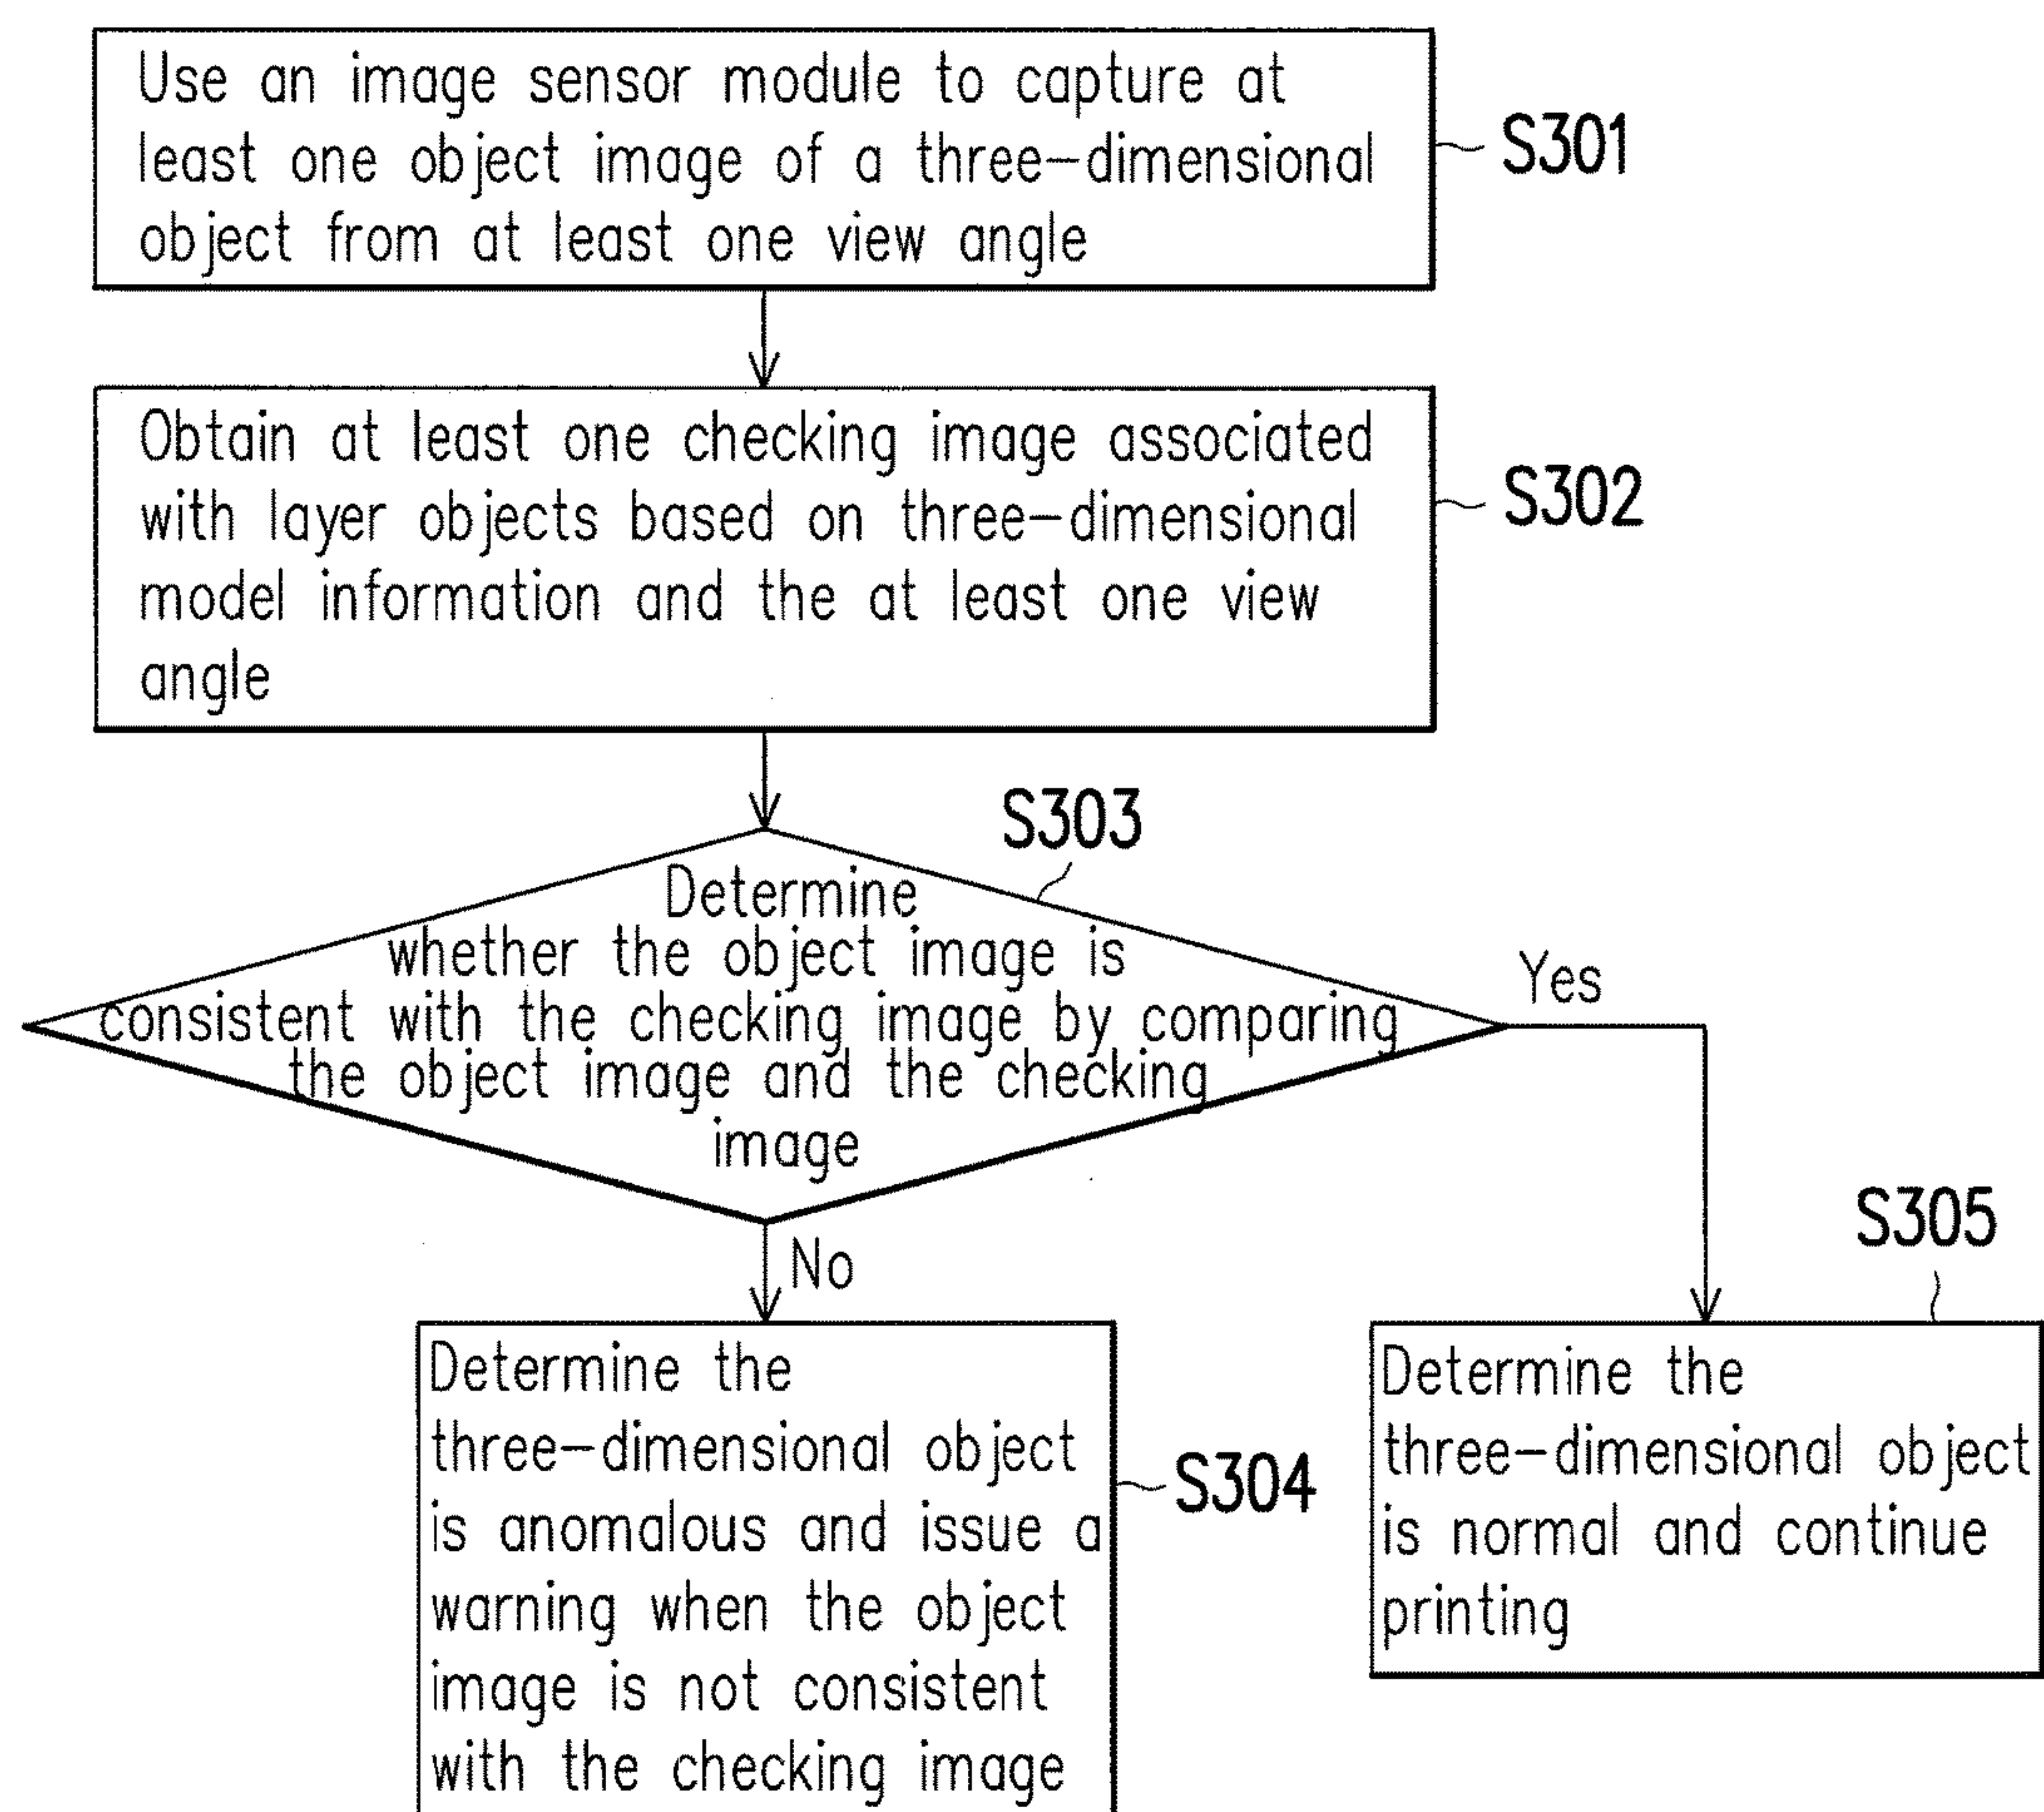 Use an image sensor module to capture at
least one object image of a three-dimensional
object from at least one view angle
S301
Obtain at least one checking image associated
with layer objects based on three-dimensional
model information and the at least one view
angle
S302
S303
Determine
whether the object image is
consistent with the checking image by comparing
the object image and the checking
image
Yes
No
Determine the
three-dimensional object
is anomalous and issue a
warning when the object
image is not consistent
with the checking image
S304
S305
Determine the
three-dimensional object
is normal and continue
printing